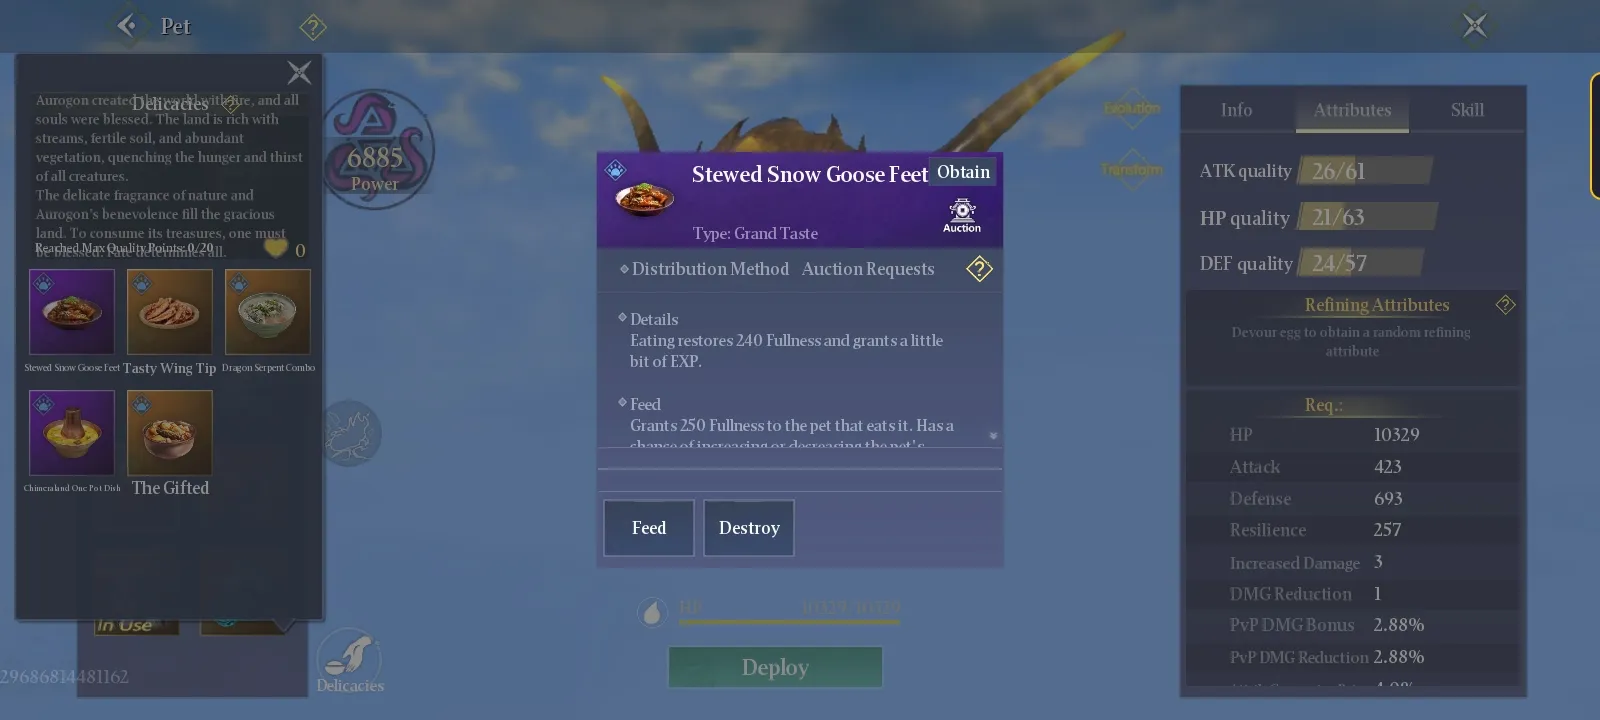 Pet
Delicacies
Aurogon created the world with fire, and all
souls were blessed. The land is rich with
streams, fertile soil, and abundant
vegetation, quenching the hunger and thirst
of all creatures.
The delicate fragrance of nature and
Aurogon's benevolence fill the gracious
land. To consume its treasures, one must
be blessed. Fate determines all.
Reached Max Quality Points: 0/20
0
Stewed Snow Goose Feet
Tasty Wing Tip
Dragon Serpent Combo
Chimeraland One Pot Dish
The Gifted
In Use
29686814481162
Delicacies
6885
Power
Stewed Snow Goose Feet
Obtain
Auction
Type: Grand Taste
Distribution Method Auction Requests
Details
Eating restores 240 Fullness and grants a little
bit of EXP.
Feed
Grants 250 Fullness to the pet that eats it. Has a
chance of increasing or decreasing the pet's
Feed
Destroy
HP 10329/10329
Deploy
Evolution
Transform
Info
Attributes
Skill
ATK quality 26/61
HP quality 21/63
DEF quality 24/57
Refining Attributes
Devour egg to obtain a random refining
attribute
Req.:
HP 10329
Attack 423
Defense 693
Resilience 257
Increased Damage 3
DMG Reduction 1
PvP DMG Bonus 2.88%
PvP DMG Reduction 2.88%